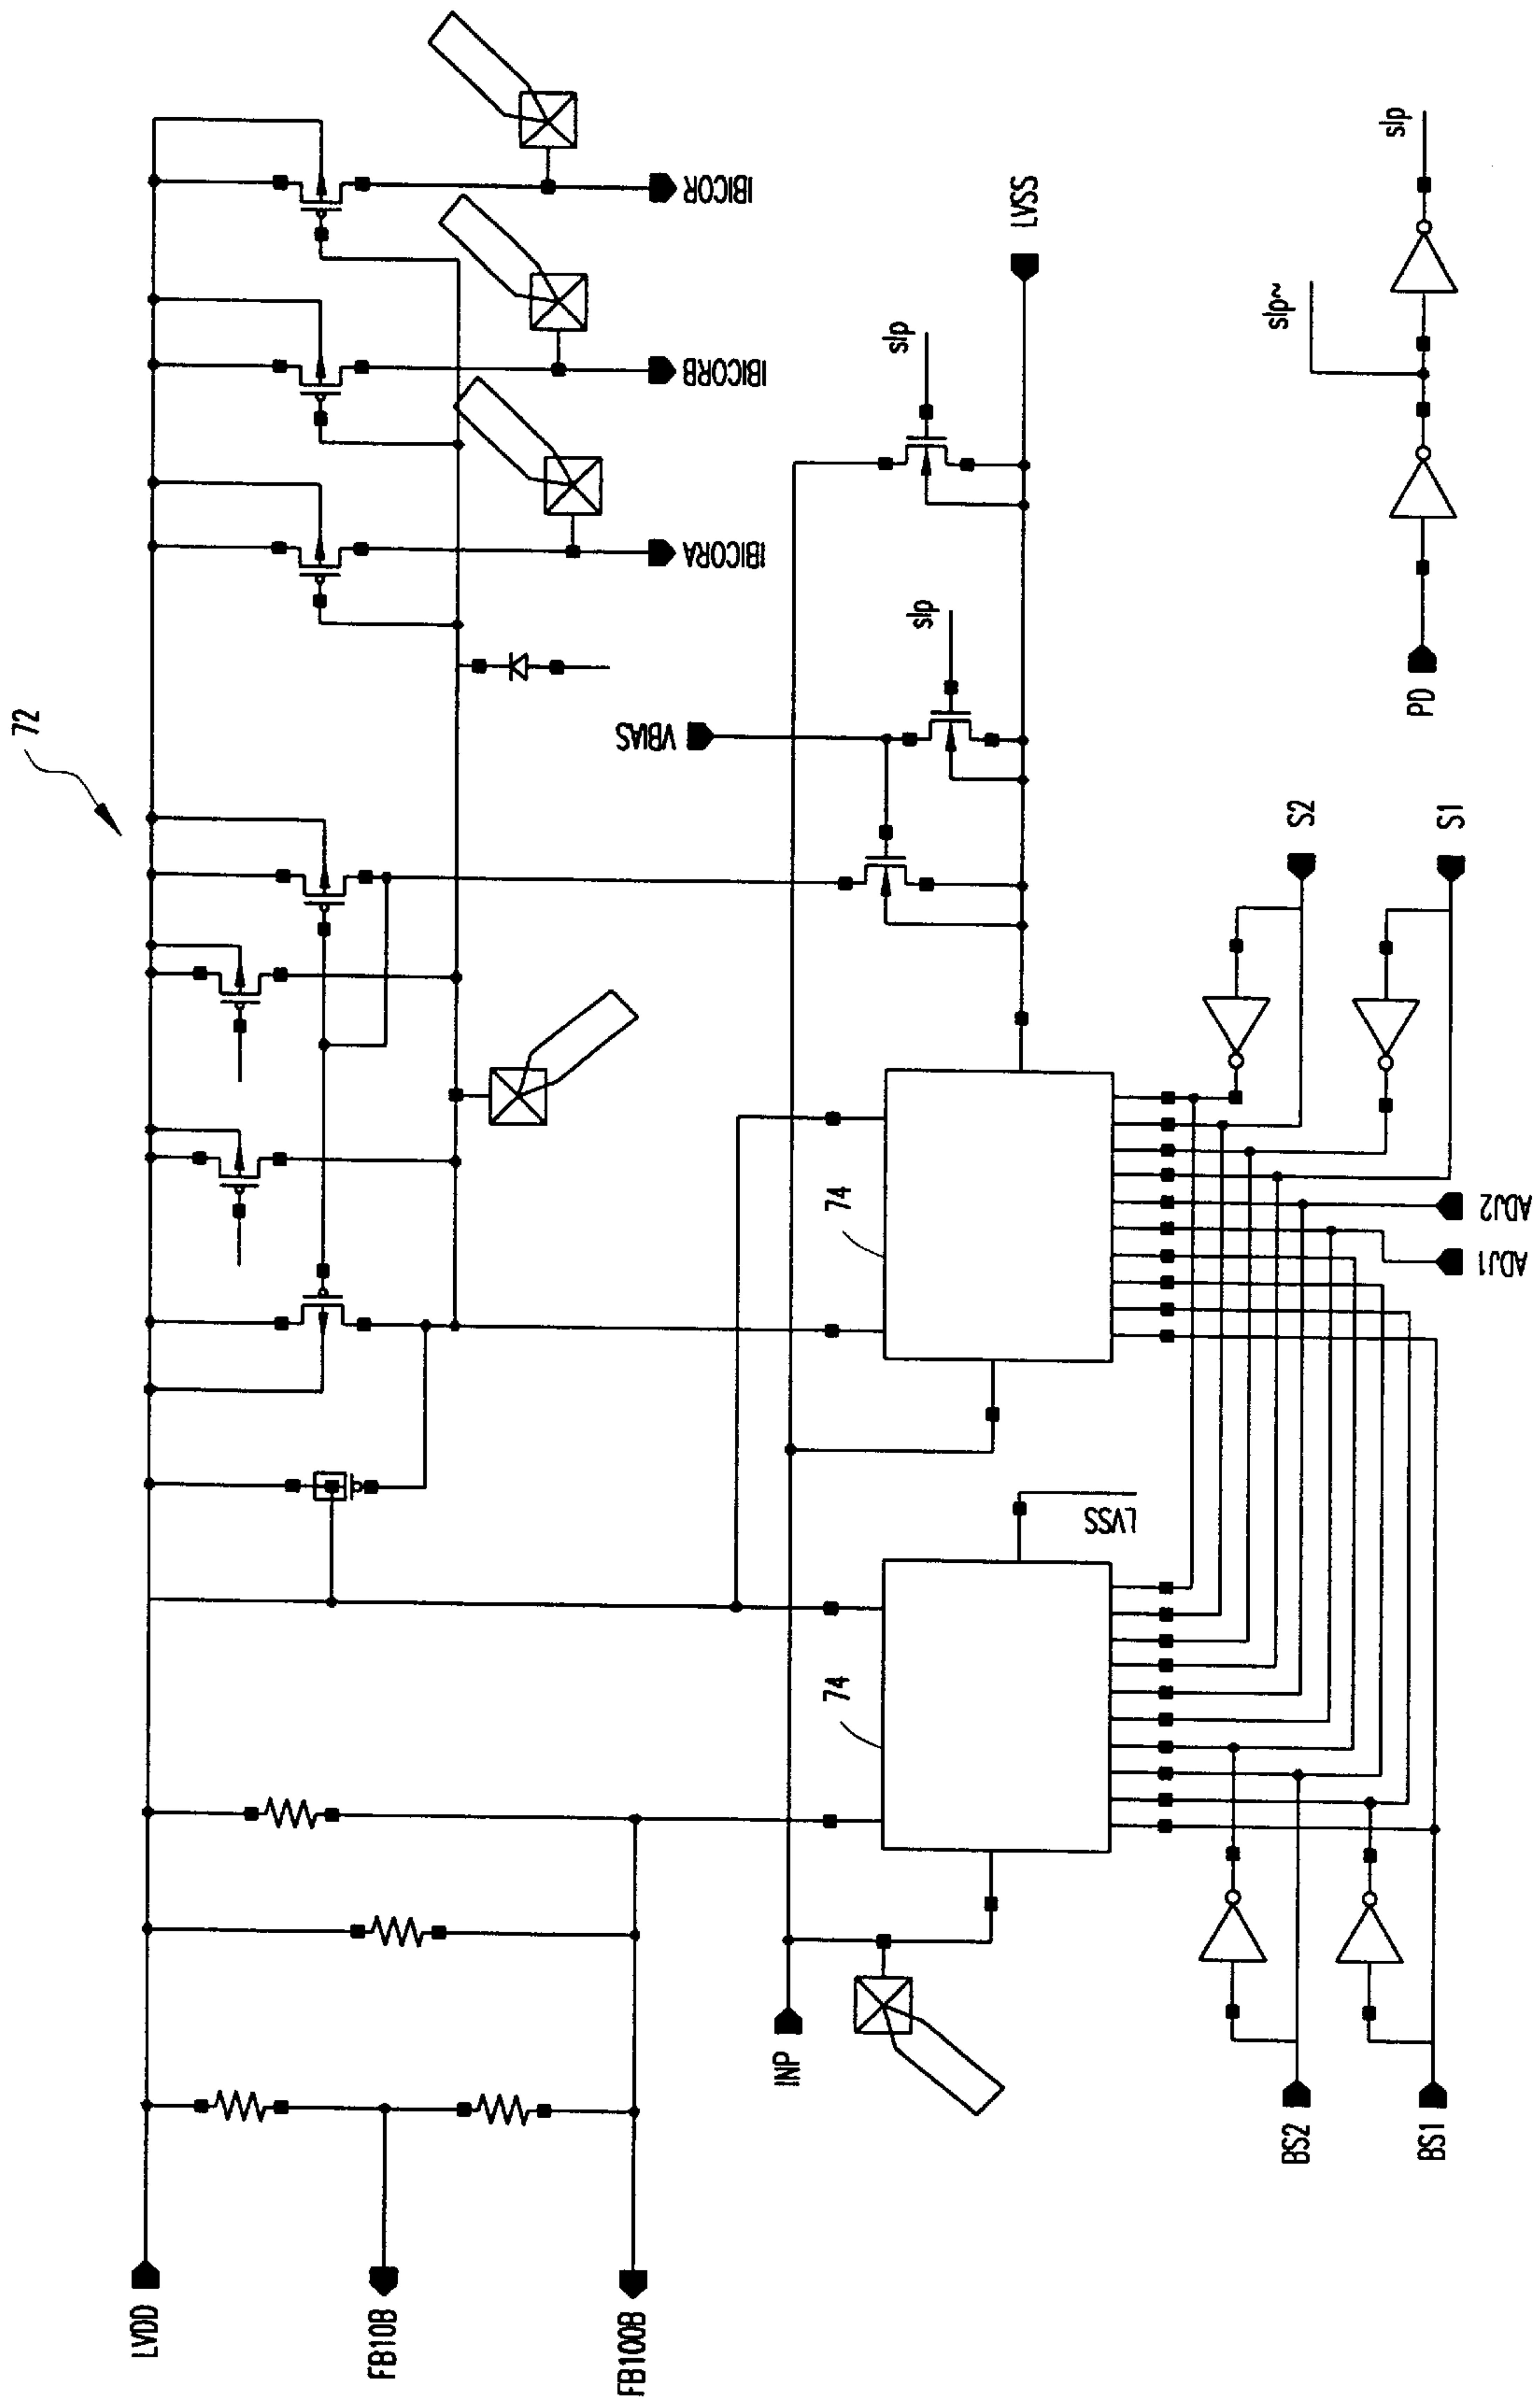 72
IBICOR
IBICORB
IBICORA
LVSS
slp
slp
VBIAS
slp~
slp
PD
S2
S1
74
ADJ2
ADJ1
LVSS
74
INP
BS2
BS1
LVDD
FB10B
FB100B